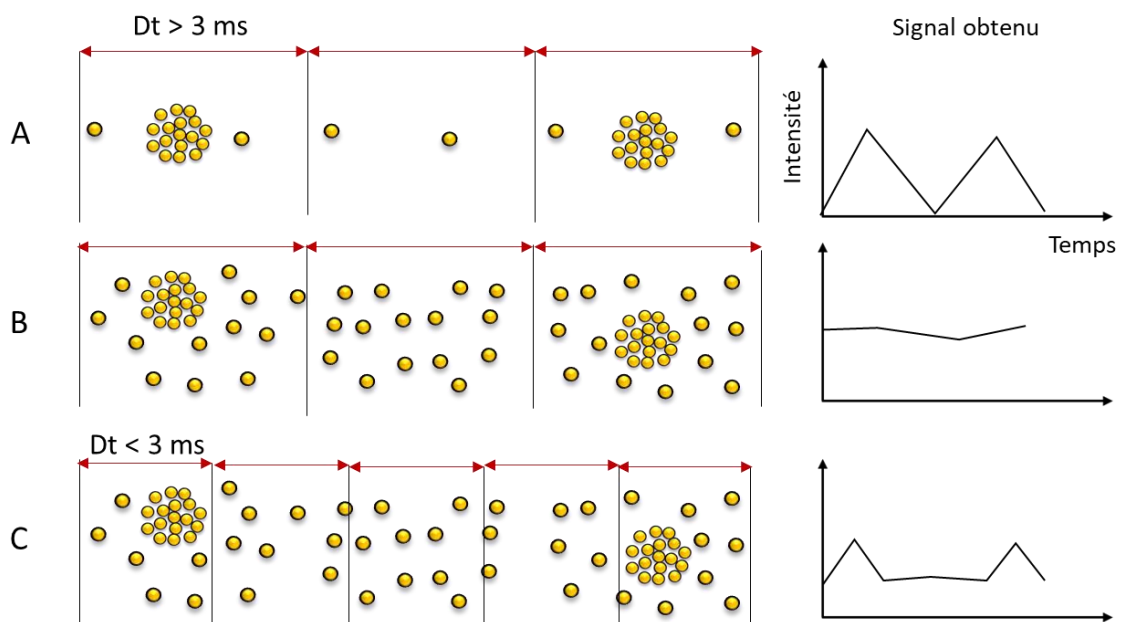 Dt > 3 ms
Signal obtenu
A
Intensité
Temps
B
Dt < 3 ms
C